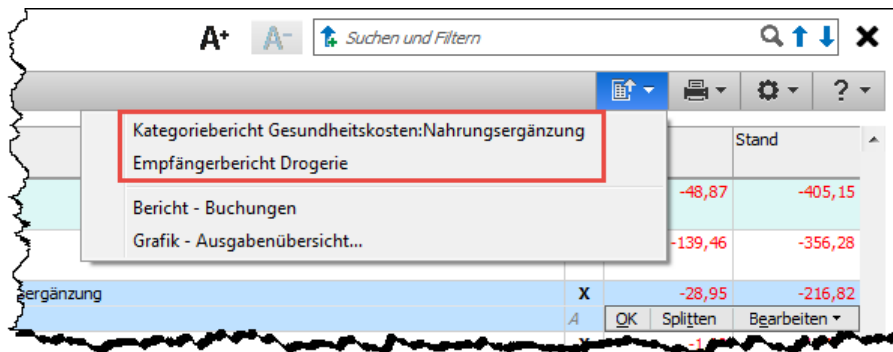 A+ A- Suchen und Filtern
?
Kategoriebericht Gesundheitskosten:Nahrungsergänzung
Empfängerbericht Drogerie
Bericht - Buchungen
Grafik - Ausgabenübersicht...
Stand
-48,87 -405,15
-139,46 -356,28
sergänzung X -28,95 -216,82
A OK Splitten Bearbeiten